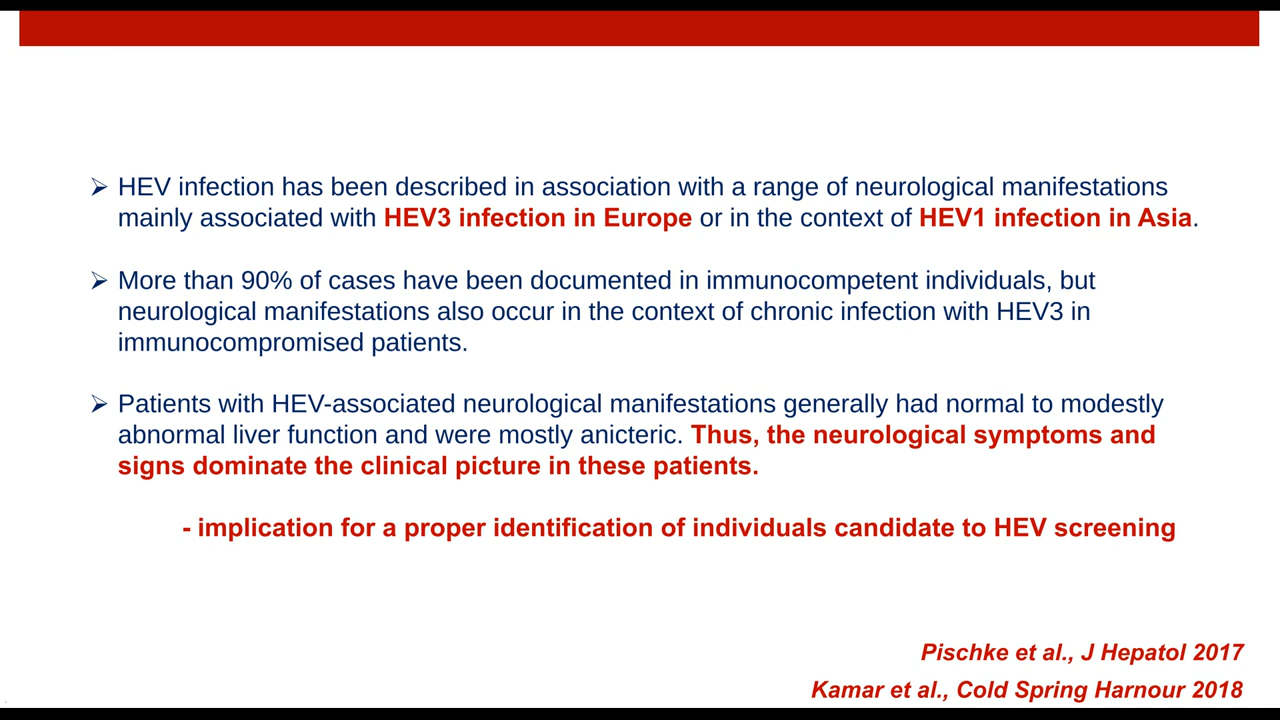 ➢ HEV infection has been described in association with a range of neurological manifestations
mainly associated with HEV3 infection in Europe or in the context of HEV1 infection in Asia.
➢ More than 90% of cases have been documented in immunocompetent individuals, but
neurological manifestations also occur in the context of chronic infection with HEV3 in
immunocompromised patients.
➢ Patients with HEV-associated neurological manifestations generally had normal to modestly
abnormal liver function and were mostly anicteric. Thus, the neurological symptoms and
signs dominate the clinical picture in these patients.
- implication for a proper identification of individuals candidate to HEV screening
Pischke et al., J Hepatol 2017
Kamar et al., Cold Spring Harnour 2018